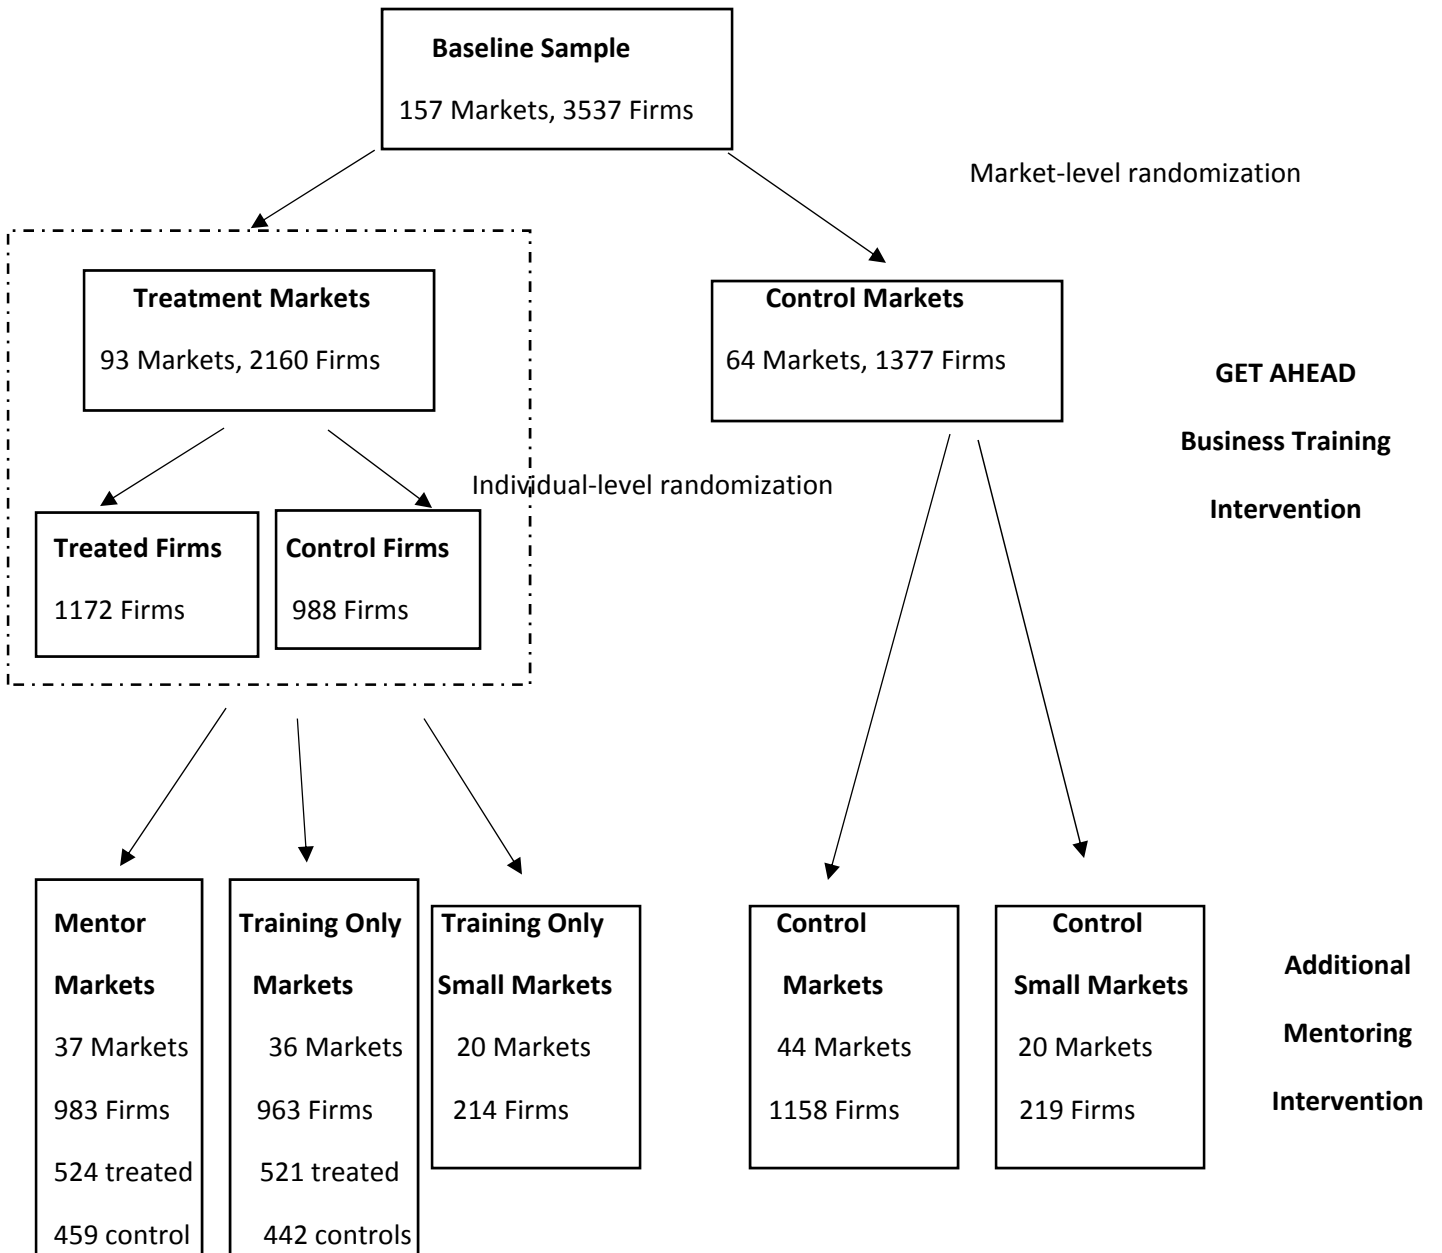 Baseline Sample
157 Markets, 3537 Firms
Market-level randomization
Treatment Markets
93 Markets, 2160 Firms
Control Markets
64 Markets, 1377 Firms
GET AHEAD
Business Training
Intervention
Individual-level randomization
Treated Firms
1172 Firms
Control Firms
988 Firms
Mentor
Markets
37 Markets
983 Firms
524 treated
459 control
Training Only
Markets
36 Markets
963 Firms
521 treated
442 controls
Training Only
Small Markets
20 Markets
214 Firms
Control
Markets
44 Markets
1158 Firms
Control
Small Markets
20 Markets
219 Firms
Additional
Mentoring
Intervention